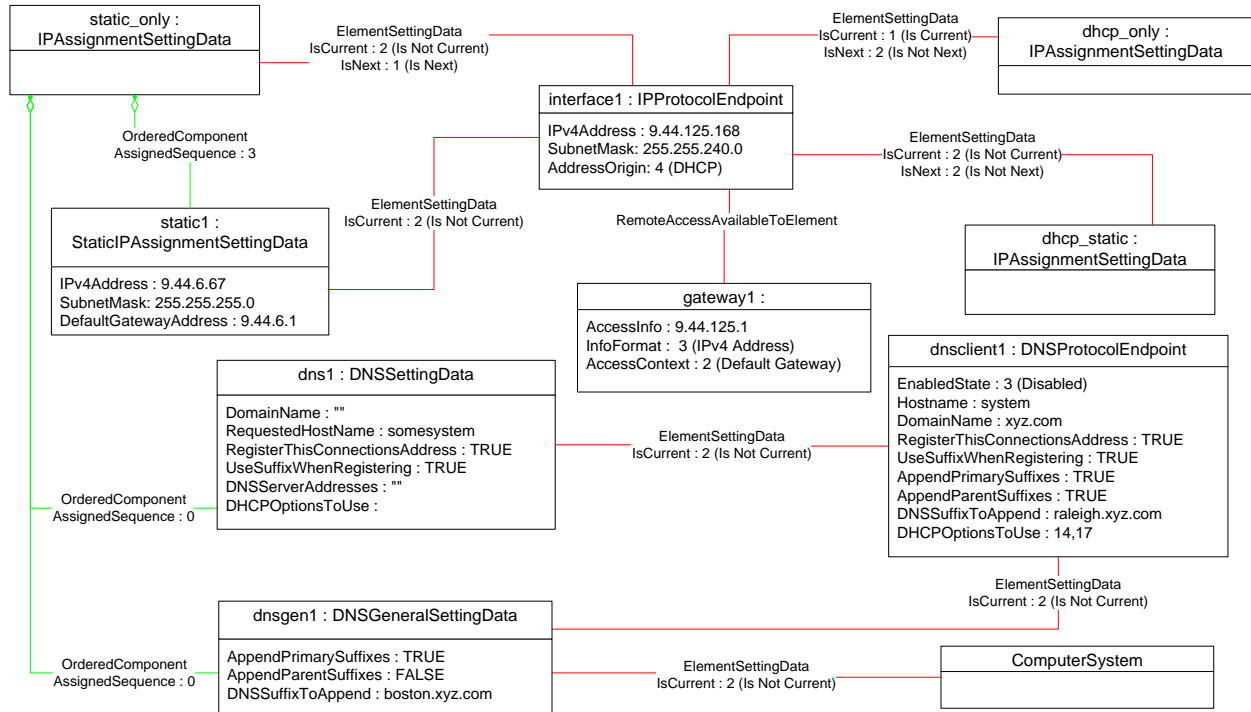 static_only :
IPAssignmentSettingData
ElementSettingData
IsCurrent : 2 (Is Not Current)
IsNext : 1 (Is Next)
ElementSettingData
IsCurrent : 1 (Is Current)
IsNext : 2 (Is Not Next)
dhcp_only :
IPAssignmentSettingData
interface1 : IPProtocolEndpoint
IPv4Address : 9.44.125.168
SubnetMask: 255.255.240.0
AddressOrigin: 4 (DHCP)
OrderedComponent
AssignedSequence : 3
ElementSettingData
IsCurrent : 2 (Is Not Current)
IsNext : 2 (Is Not Next)
ElementSettingData
IsCurrent : 2 (Is Not Current)
RemoteAccessAvailableToElement
static1 :
StaticIPAssignmentSettingData
IPv4Address : 9.44.6.67
SubnetMask: 255.255.255.0
DefaultGatewayAddress : 9.44.6.1
dhcp_static :
IPAssignmentSettingData
gateway1 :
AccessInfo : 9.44.125.1
InfoFormat :  3 (IPv4 Address)
AccessContext : 2 (Default Gateway)
dns1 : DNSSettingData
DomainName : ""
RequestedHostName : somesystem
RegisterThisConnectionsAddress : TRUE
UseSuffixWhenRegistering : TRUE
DNSServerAddresses : ""
DHCPOptionsToUse :
ElementSettingData
IsCurrent : 2 (Is Not Current)
dnsclient1 : DNSProtocolEndpoint
EnabledState : 3 (Disabled)
Hostname : system
DomainName : xyz.com
RegisterThisConnectionsAddress : TRUE
UseSuffixWhenRegistering : TRUE
AppendPrimarySuffixes : TRUE
AppendParentSuffixes : TRUE
DNSSuffixToAppend : raleigh.xyz.com
DHCPOptionsToUse : 14,17
OrderedComponent
AssignedSequence : 0
ElementSettingData
IsCurrent : 2 (Is Not Current)
dnsgen1 : DNSGeneralSettingData
AppendPrimarySuffixes : TRUE
AppendParentSuffixes : FALSE
DNSSuffixToAppend : boston.xyz.com
OrderedComponent
AssignedSequence : 0
ElementSettingData
IsCurrent : 2 (Is Not Current)
ComputerSystem